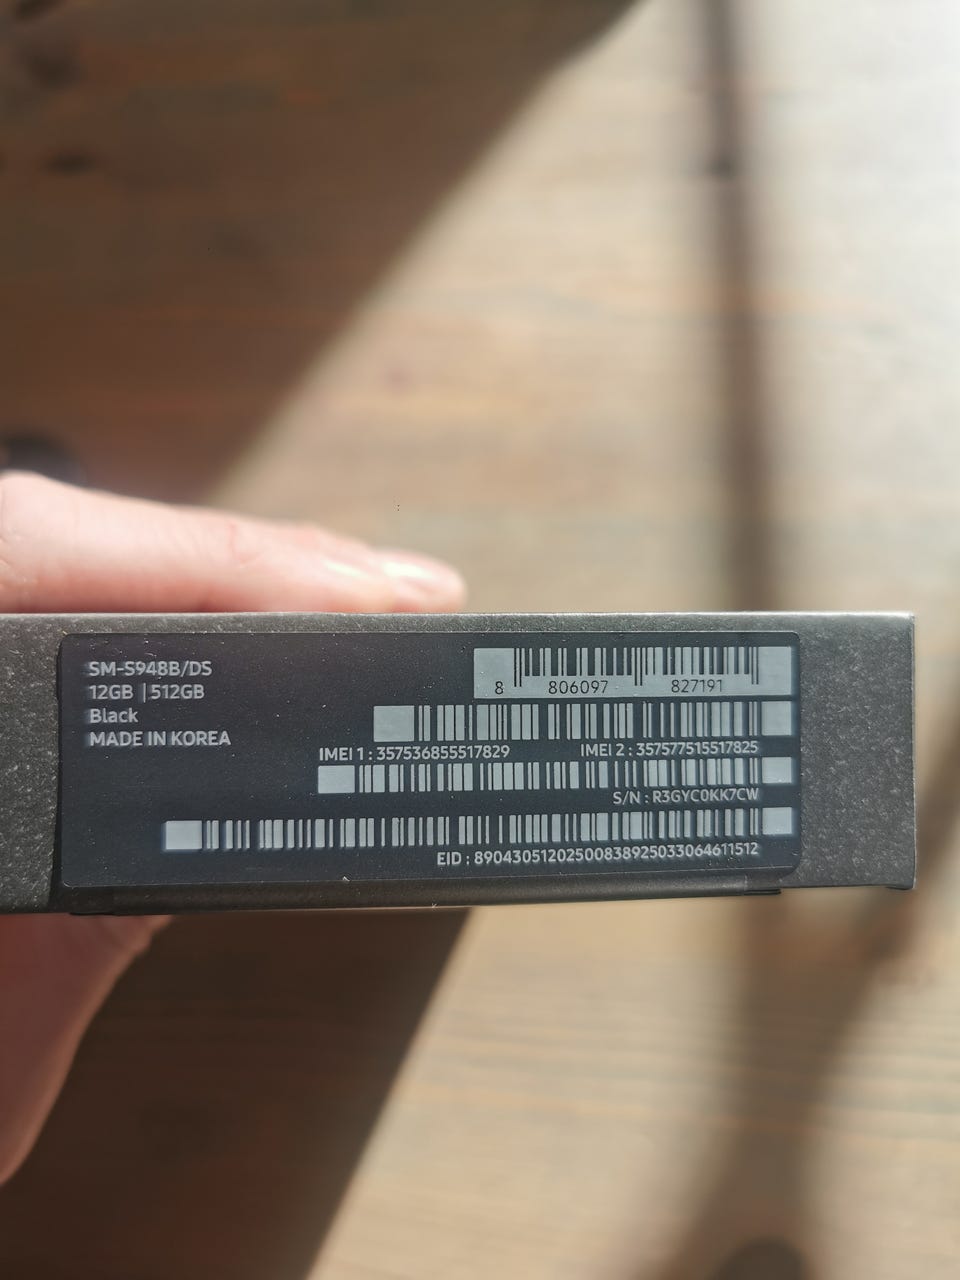 SM-S948B/DS
12GB | 512GB
Black
MADE IN KOREA
8 806097 827191
IMEI 1 : 357536855517829 IMEI 2 : 357577515517825
S/N : R3GYC0KK7CW
EID : 89043051202500838925033064611512